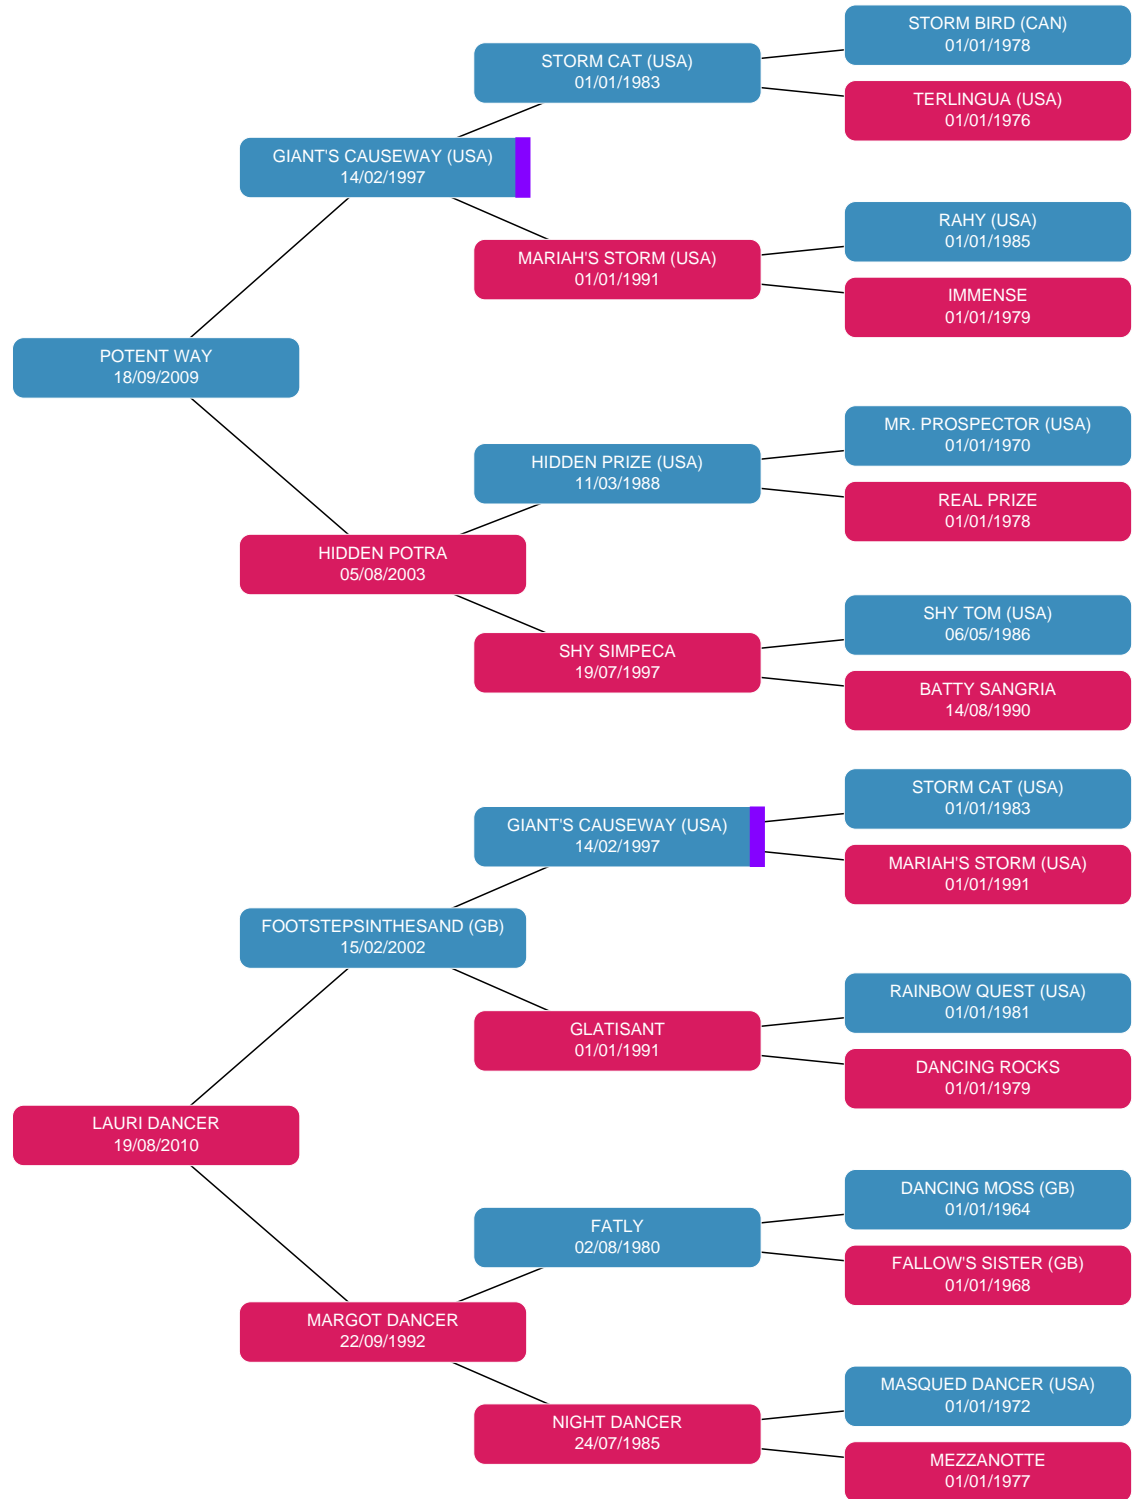 STORM BIRD (CAN)
01/01/1978
STORM CAT (USA)
01/01/1983
TERLINGUA (USA)
01/01/1976
GIANT'S CAUSEWAY (USA)
14/02/1997
RAHY (USA)
01/01/1985
MARIAH'S STORM (USA)
01/01/1991
IMMENSE
01/01/1979
POTENT WAY
18/09/2009
MR. PROSPECTOR (USA)
01/01/1970
HIDDEN PRIZE (USA)
11/03/1988
REAL PRIZE
01/01/1978
HIDDEN POTRA
05/08/2003
SHY TOM (USA)
06/05/1986
SHY SIMPECA
19/07/1997
BATTY SANGRIA
14/08/1990
STORM CAT (USA)
01/01/1983
GIANT'S CAUSEWAY (USA)
14/02/1997
MARIAH'S STORM (USA)
01/01/1991
FOOTSTEPSINTHESAND (GB)
15/02/2002
RAINBOW QUEST (USA)
01/01/1981
GLATISANT
01/01/1991
DANCING ROCKS
01/01/1979
LAURI DANCER
19/08/2010
DANCING MOSS (GB)
01/01/1964
FATLY
02/08/1980
FALLOW'S SISTER (GB)
01/01/1968
MARGOT DANCER
22/09/1992
MASQUED DANCER (USA)
01/01/1972
NIGHT DANCER
24/07/1985
MEZZANOTTE
01/01/1977